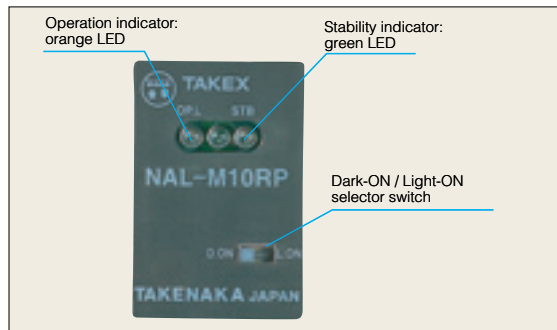 Operation indicator:
orange LED
Stability indicator:
green LED
TAKEX
OP.L STB
NAL-M10RP
Dark-ON / Light-ON
selector switch
D.ON L.ON
TAKENAKA JAPAN